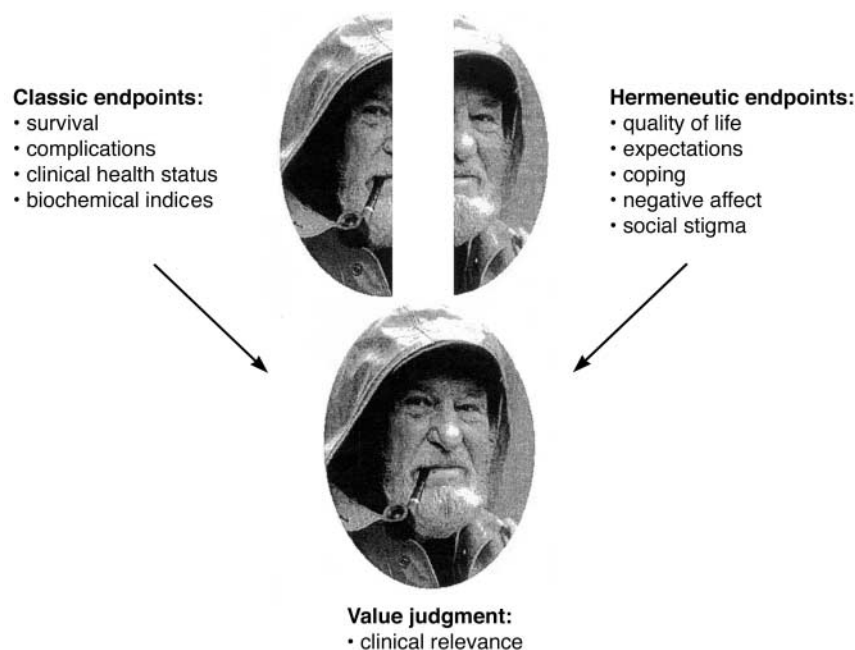 Classic endpoints:
• survival
• complications
• clinical health status
• biochemical indices
Hermeneutic endpoints:
• quality of life
• expectations
• coping
• negative affect
• social stigma
Value judgment:
• clinical relevance